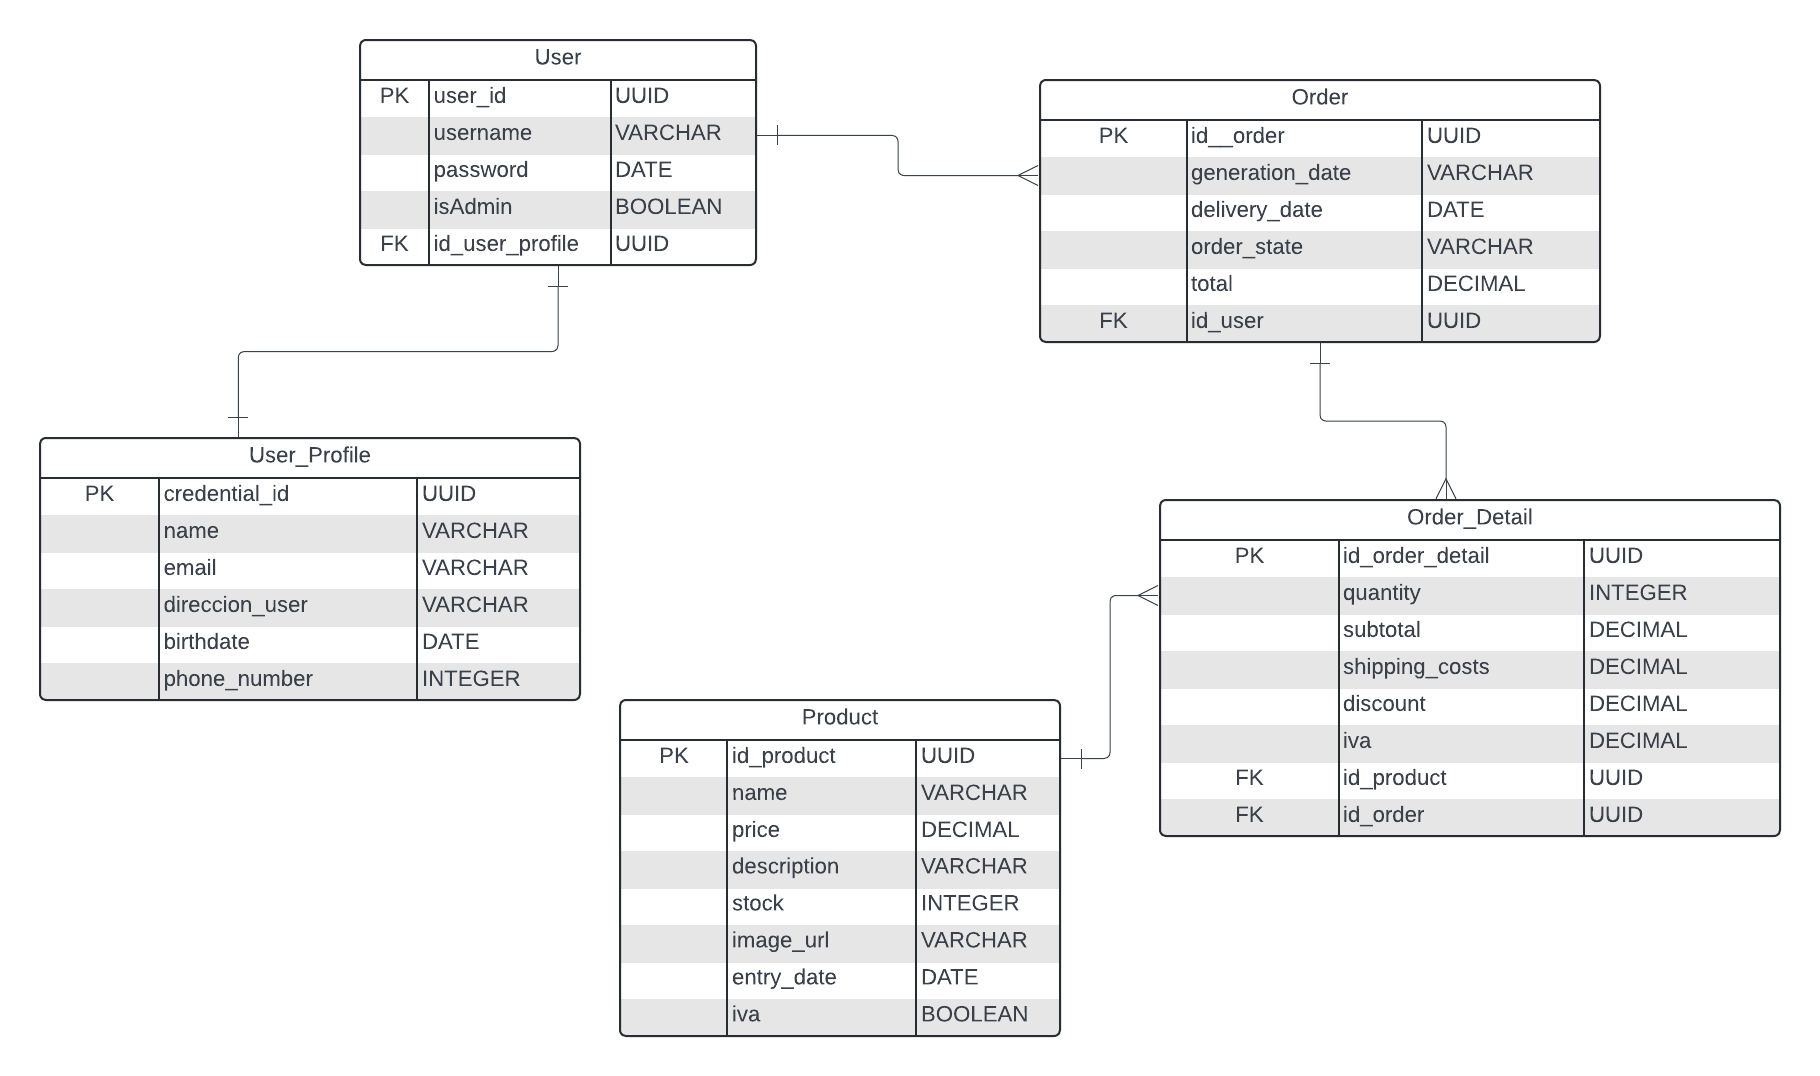 User
PK user_id UUID
username VARCHAR
password DATE
isAdmin BOOLEAN
FK id_user_profile UUID
Order
PK id__order UUID
generation_date VARCHAR
delivery_date DATE
order_state VARCHAR
total DECIMAL
FK id_user UUID
User_Profile
PK credential_id UUID
name VARCHAR
email VARCHAR
direccion_user VARCHAR
birthdate DATE
phone_number INTEGER
Order_Detail
PK id_order_detail UUID
quantity INTEGER
subtotal DECIMAL
shipping_costs DECIMAL
discount DECIMAL
iva DECIMAL
FK id_product UUID
FK id_order UUID
Product
PK id_product UUID
name VARCHAR
price DECIMAL
description VARCHAR
stock INTEGER
image_url VARCHAR
entry_date DATE
iva BOOLEAN